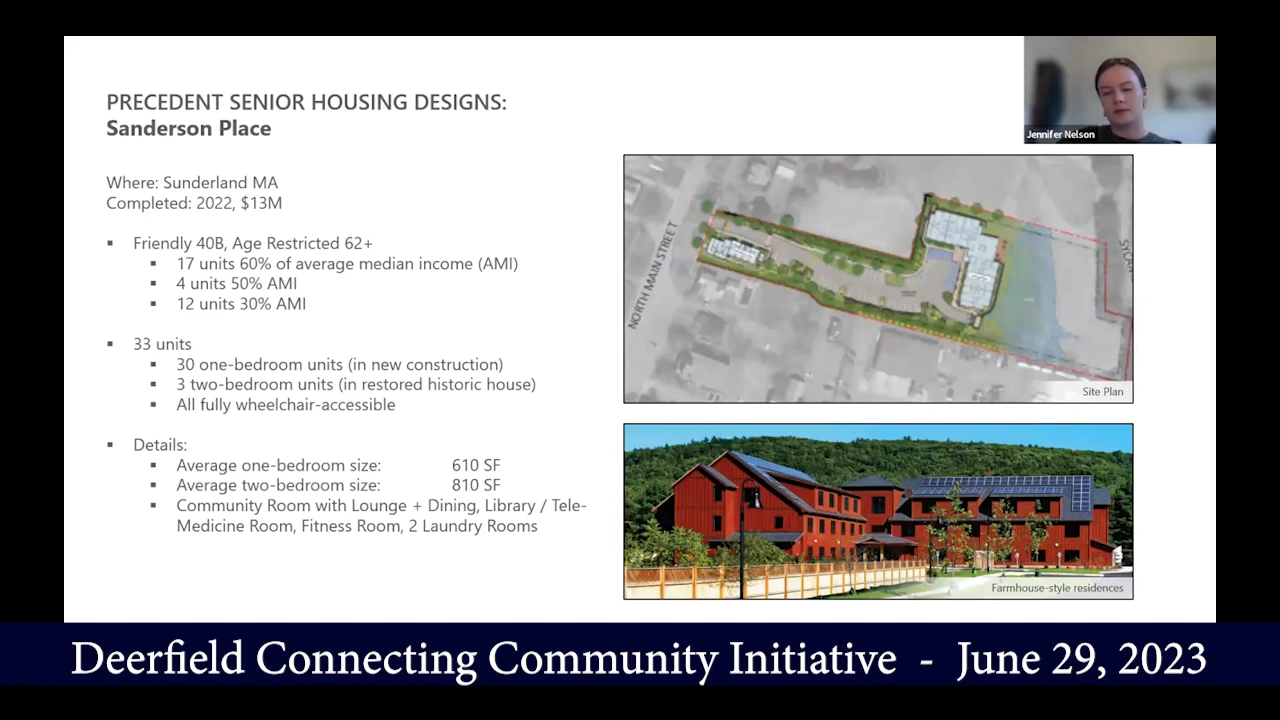 PRECEDENT SENIOR HOUSING DESIGNS:
Sanderson Place
Where: Sunderland MA
Completed: 2022, $13M
▪ Friendly 40B, Age Restricted 62+
▪ 17 units 60% of average median income (AMI)
▪ 4 units 50% AMI
▪ 12 units 30% AMI
▪ 33 units
▪ 30 one-bedroom units (in new construction)
▪ 3 two-bedroom units (in restored historic house)
▪ All fully wheelchair-accessible
▪ Details:
▪ Average one-bedroom size: 610 SF
▪ Average two-bedroom size: 810 SF
▪ Community Room with Lounge + Dining, Library / Tele-
Medicine Room, Fitness Room, 2 Laundry Rooms
Jennifer Nelson
NORTH MAIN STREET
Site Plan
Farmhouse-style residences
Deerfield Connecting Community Initiative - June 29, 2023